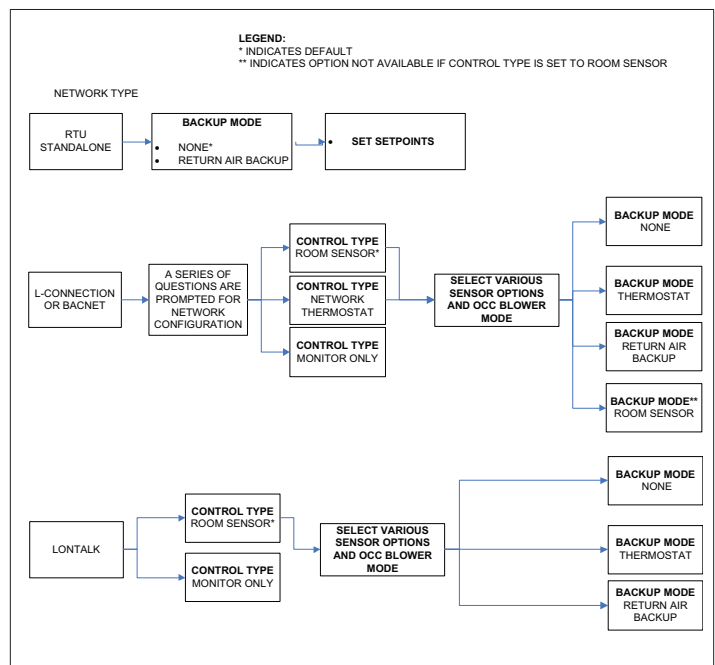 LEGEND:
* INDICATES DEFAULT
** INDICATES OPTION NOT AVAILABLE IF CONTROL TYPE IS SET TO ROOM SENSOR
NETWORK TYPE
RTU
STANDALONE
BACKUP MODE
• NONE*
• RETURN AIR BACKUP
• SET SETPOINTS
L-CONNECTION
OR BACNET
A SERIES OF
QUESTIONS ARE
PROMPTED FOR
NETWORK
CONFIGURATION
CONTROL TYPE
ROOM SENSOR*
CONTROL TYPE
NETWORK
THERMOSTAT
CONTROL TYPE
MONITOR ONLY
SELECT VARIOUS
SENSOR OPTIONS
AND OCC BLOWER
MODE
BACKUP MODE
NONE
BACKUP MODE
THERMOSTAT
BACKUP MODE
RETURN AIR
BACKUP
BACKUP MODE**
ROOM SENSOR
LONTALK
CONTROL TYPE
ROOM SENSOR*
CONTROL TYPE
MONITOR ONLY
SELECT VARIOUS
SENSOR OPTIONS
AND OCC BLOWER
MODE
BACKUP MODE
NONE
BACKUP MODE
THERMOSTAT
BACKUP MODE
RETURN AIR
BACKUP